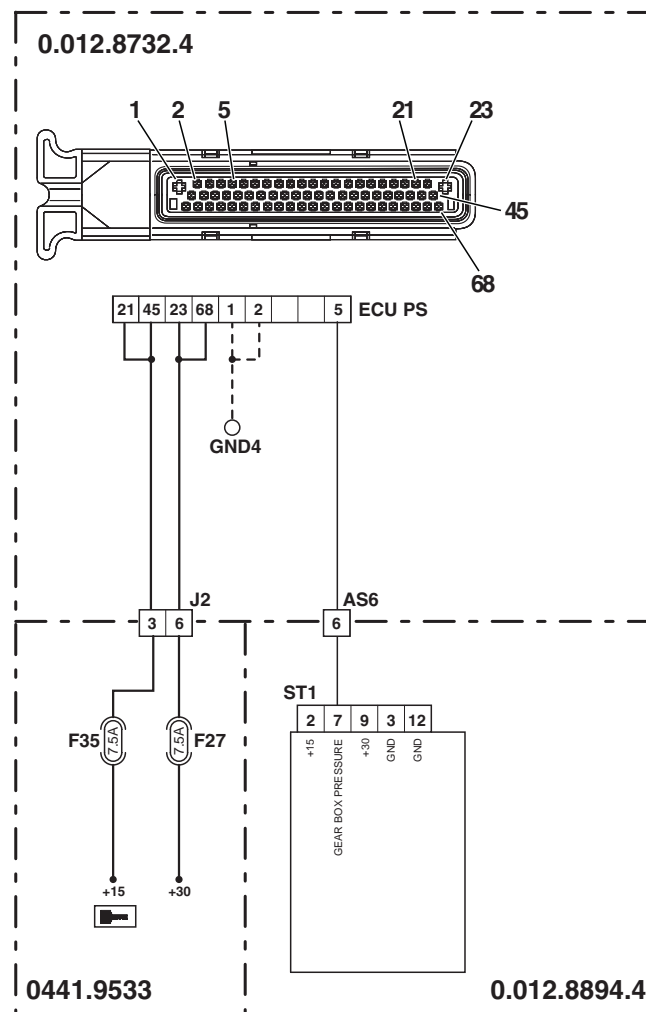 0.012.8732.4
1 2 5 21 23
45
68
21 45 23 68 1 2 5 ECU PS
GND4
J2 AS6
3 6 6
ST1
2 7 9 3 12
+15
GEAR BOX PRESSURE
+30
GND
GND
F35 7.5A 7.5A F27
+15 +30
0441.9533 0.012.8894.4